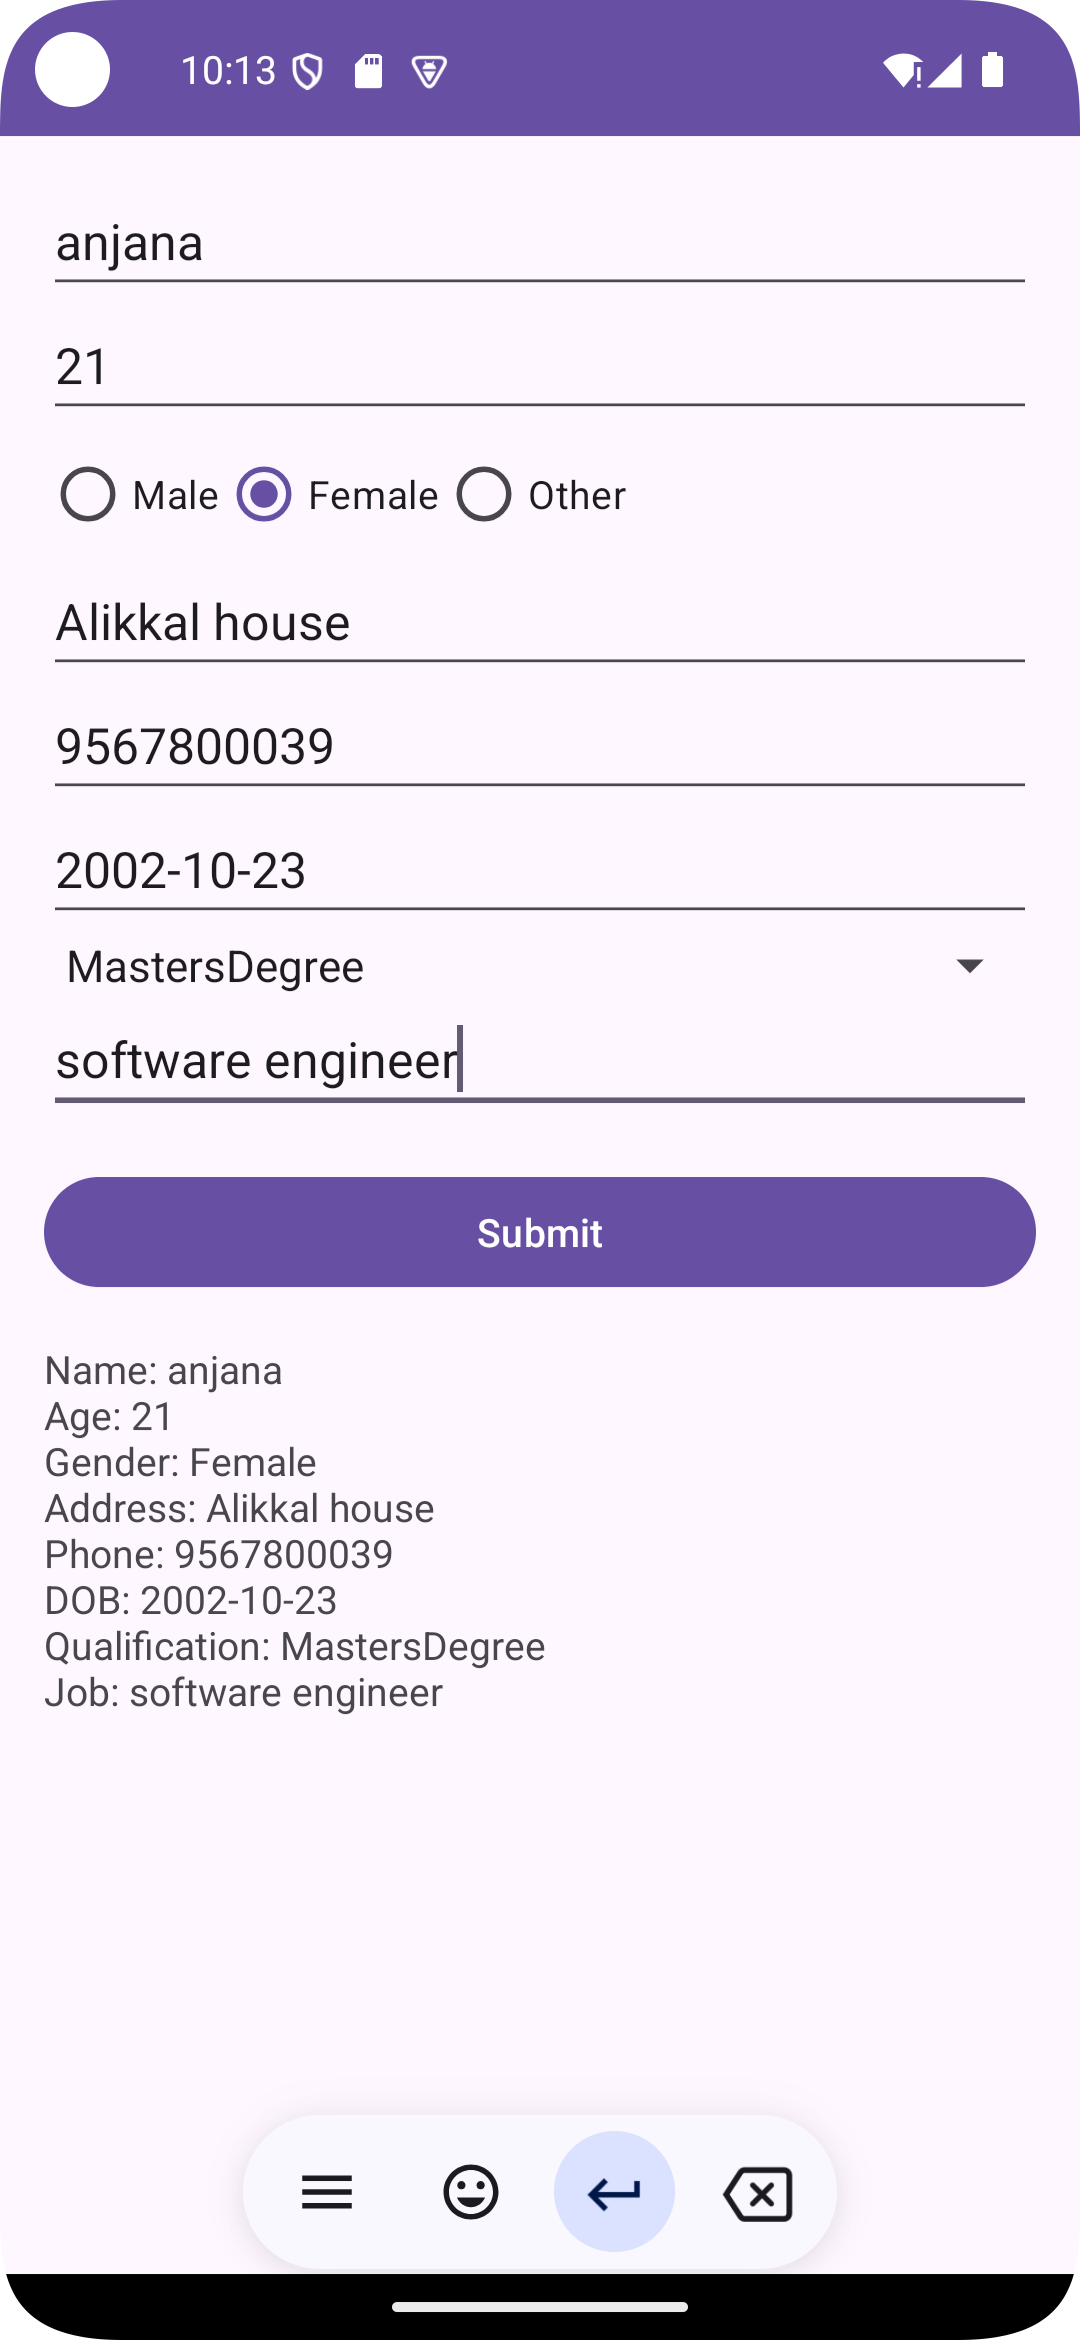 10:13
anjana
21
Male Female Other
Alikkal house
9567800039
2002-10-23
MastersDegree
software engineer
Submit
Name: anjana
Age: 21
Gender: Female
Address: Alikkal house
Phone: 9567800039
DOB: 2002-10-23
Qualification: MastersDegree
Job: software engineer